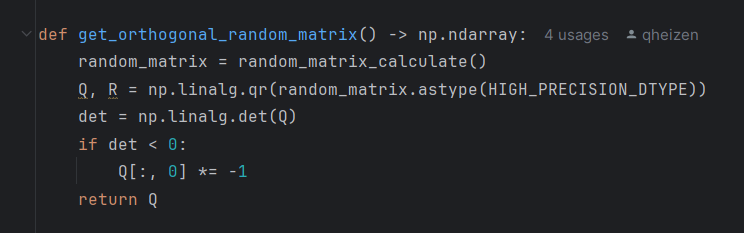 def get_orthogonal_random_matrix() -> np.ndarray: 4 usages qheizen
random_matrix = random_matrix_calculate()
Q, R = np.linalg.qr(random_matrix.astype(HIGH_PRECISION_DTYPE))
det = np.linalg.det(Q)
if det < 0:
Q[:, 0] *= -1
return Q